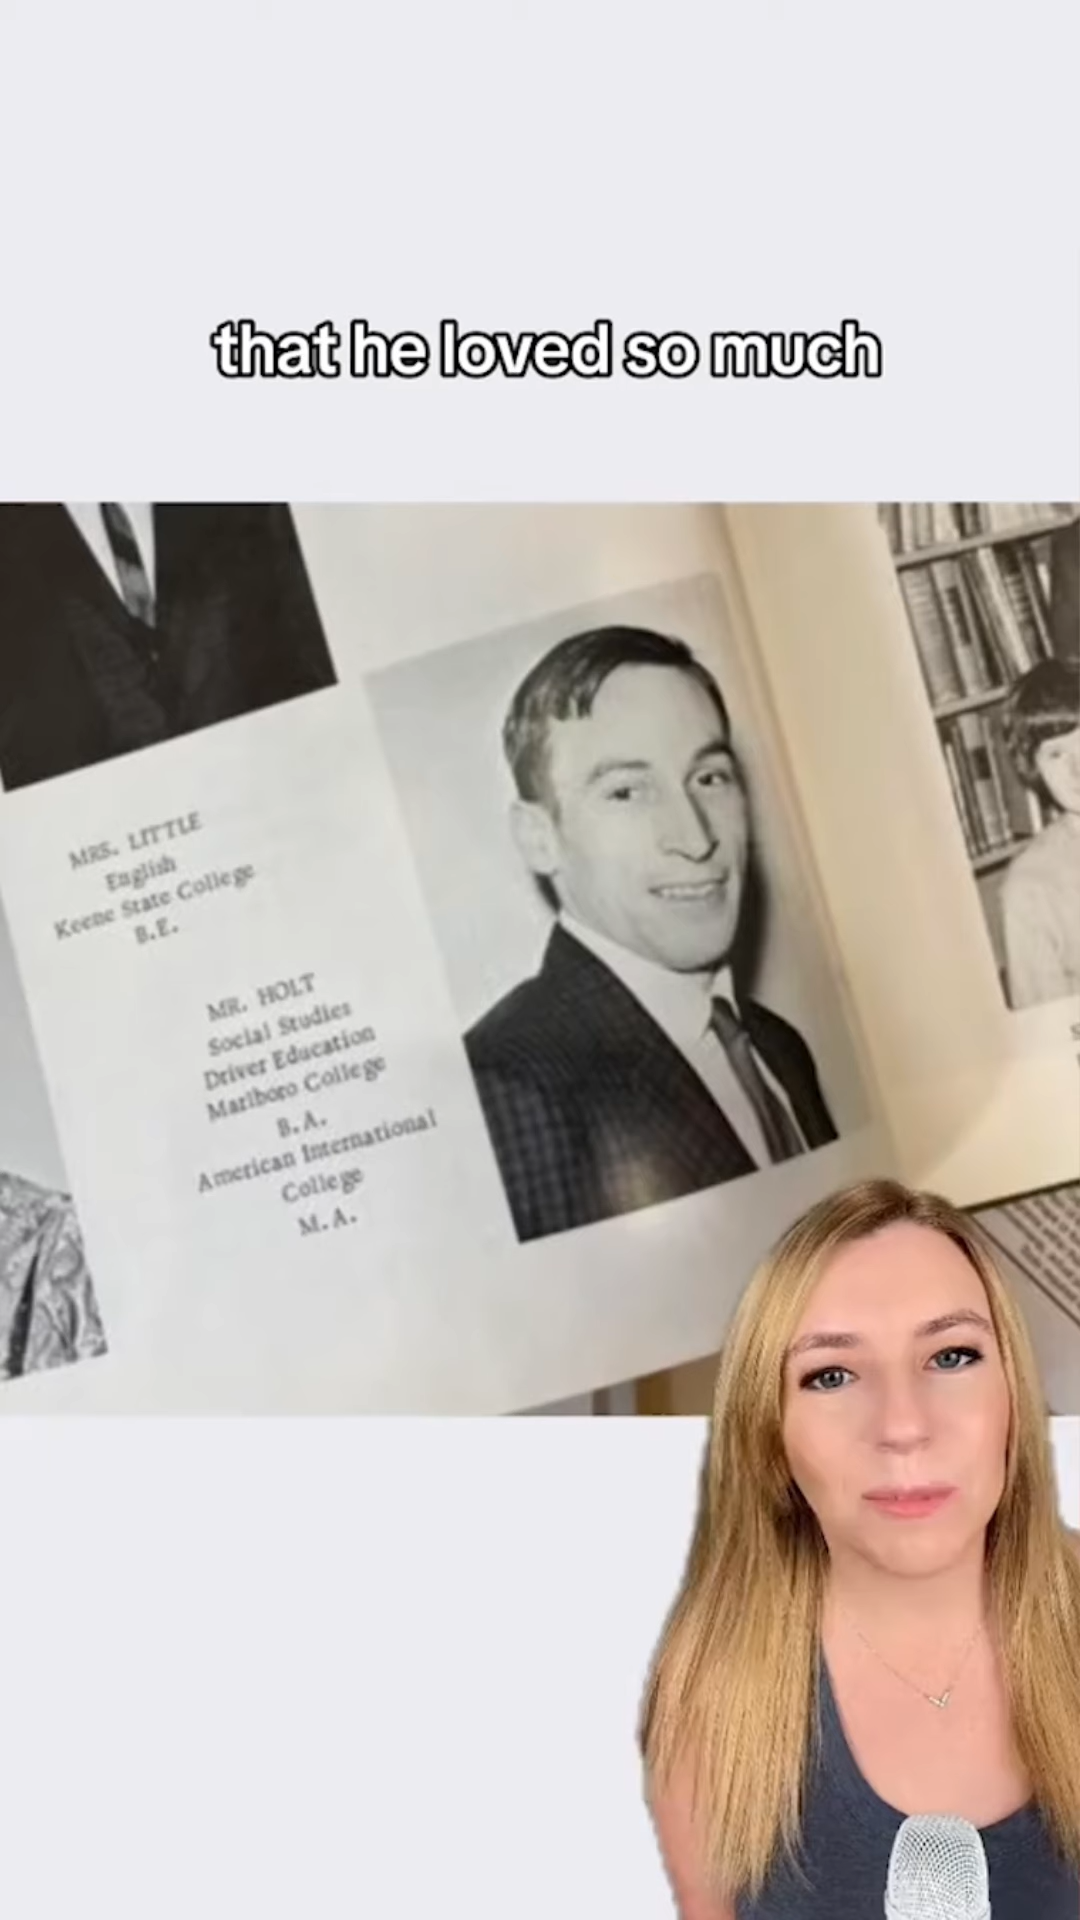 that he loved so much
MRS. LITTLE
English
Keene State College
B.E.
MR. HOLT
Social Studies
Driver Education
Marlboro College
B.A.
American International
College
M.A.